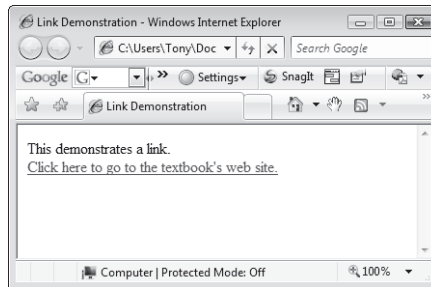 Link Demonstration - Windows Internet Explorer
C:\Users\Tony\Doc Search Google
Google G Settings SnagIt
Link Demonstration
This demonstrates a link.
Click here to go to the textbook's web site.
Computer | Protected Mode: Off 100%